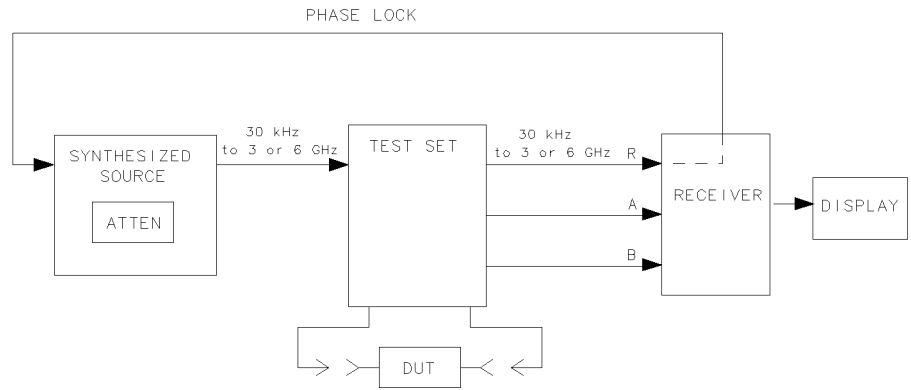 PHASE LOCK
SYNTHESIZED
SOURCE
ATTEN
30 kHz
to 3 or 6 GHz
TEST SET
30 kHz
to 3 or 6 GHz
R
A
B
RECEIVER
DISPLAY
DUT